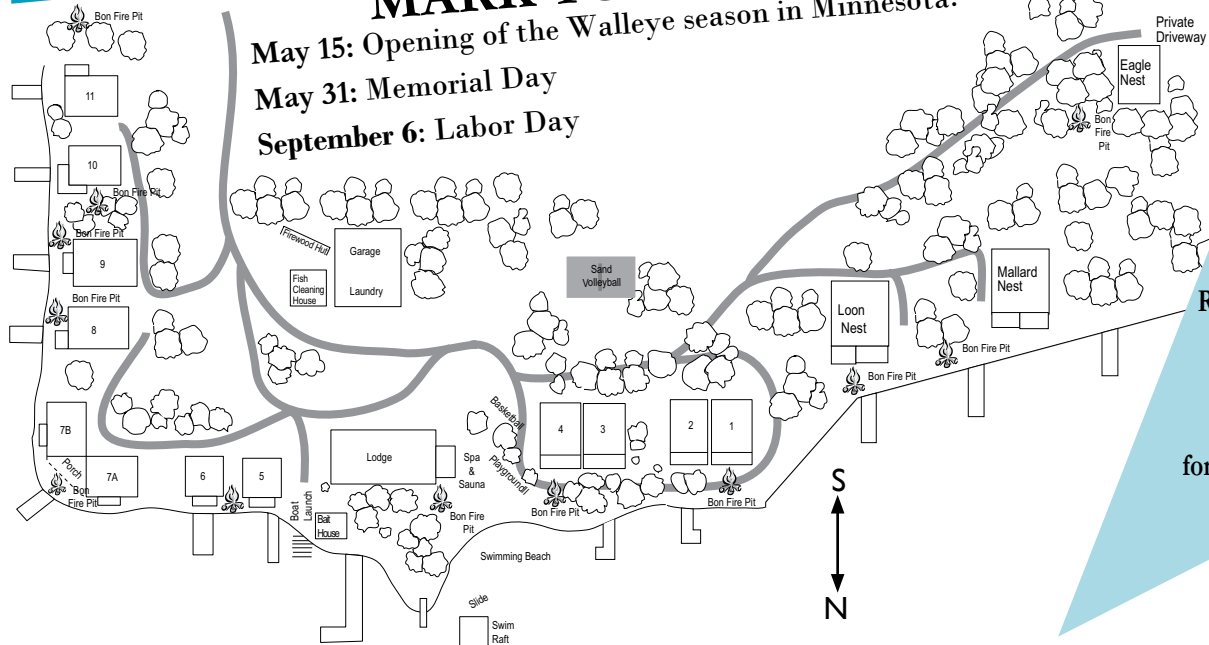 May 15: Opening of the Walleye season in Minnesota.
May 31: Memorial Day
September 6: Labor Day
Bon Fire Pit
Private
Driveway
Eagle
Nest
Bon
Fire
Pit
11
10
Bon Fire Pit
Bon Fire Pit
9
Bon Fire Pit
8
Firewood Hut
Garage
Laundry
Fish
Cleaning
House
Sand
Volleyball
Loon
Nest
Mallard
Nest
Bon Fire Pit
Bon Fire Pit
7B
Porch
7A
Bon
Fire Pit
6
5
Boat
Launch
Bait
House
Lodge
Spa
&
Sauna
Bon Fire
Pit
Basketball
Playground
4
3
2
1
Bon Fire Pit
Bon Fire Pit
Swimming Beach
Slide
Swim
Raft
S
N
for